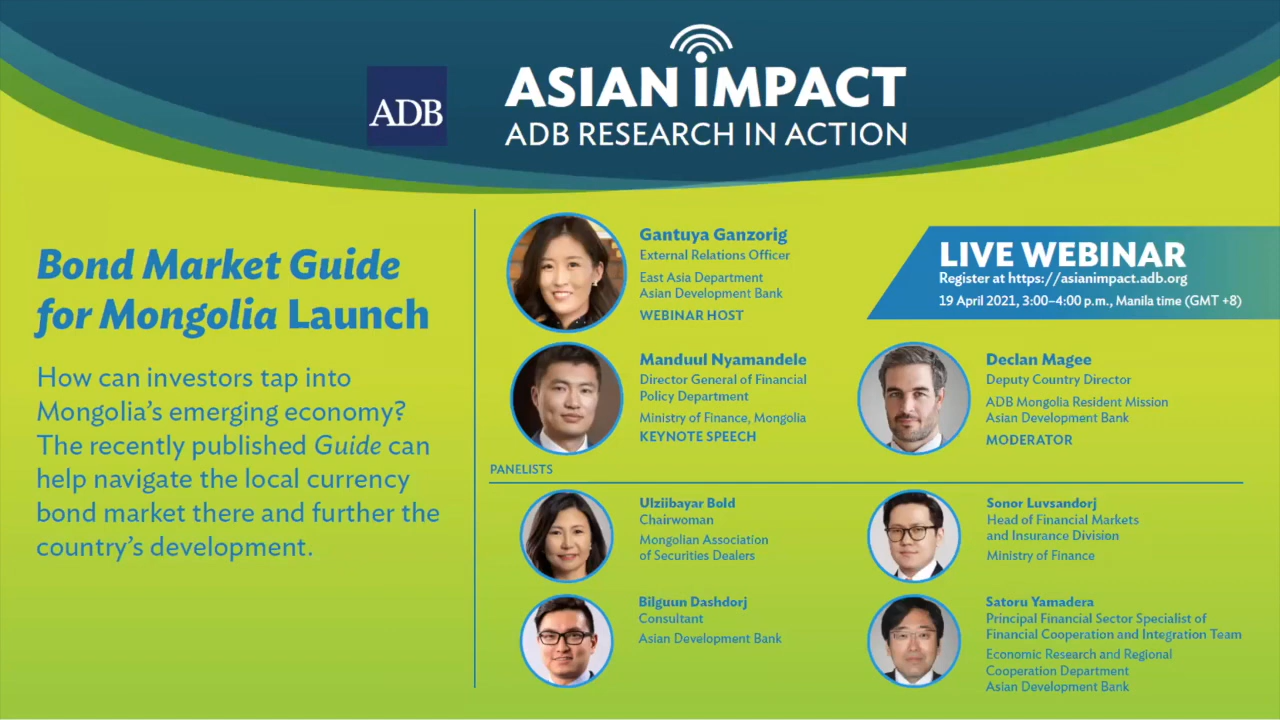 ADB
ASIAN IMPACT
ADB RESEARCH IN ACTION
Bond Market Guide
for Mongolia Launch
How can investors tap into
Mongolia’s emerging economy?
The recently published Guide can
help navigate the local currency
bond market there and further the
country’s development.
Gantuya Ganzorig
External Relations Officer
East Asia Department
Asian Development Bank
WEBINAR HOST
LIVE WEBINAR
Register at https://asianimpact.adb.org
19 April 2021, 3:00–4:00 p.m., Manila time (GMT +8)
Manduul Nyamandele
Director General of Financial
Policy Department
Ministry of Finance, Mongolia
KEYNOTE SPEECH
Declan Magee
Deputy Country Director
ADB Mongolia Resident Mission
Asian Development Bank
MODERATOR
PANELISTS
Ulziibayar Bold
Chairwoman
Mongolian Association
of Securities Dealers
Sonor Luvsandorj
Head of Financial Markets
and Insurance Division
Ministry of Finance
Bilguun Dashdorj
Consultant
Asian Development Bank
Satoru Yamadera
Principal Financial Sector Specialist of
Financial Cooperation and Integration Team
Economic Research and Regional
Cooperation Department
Asian Development Bank